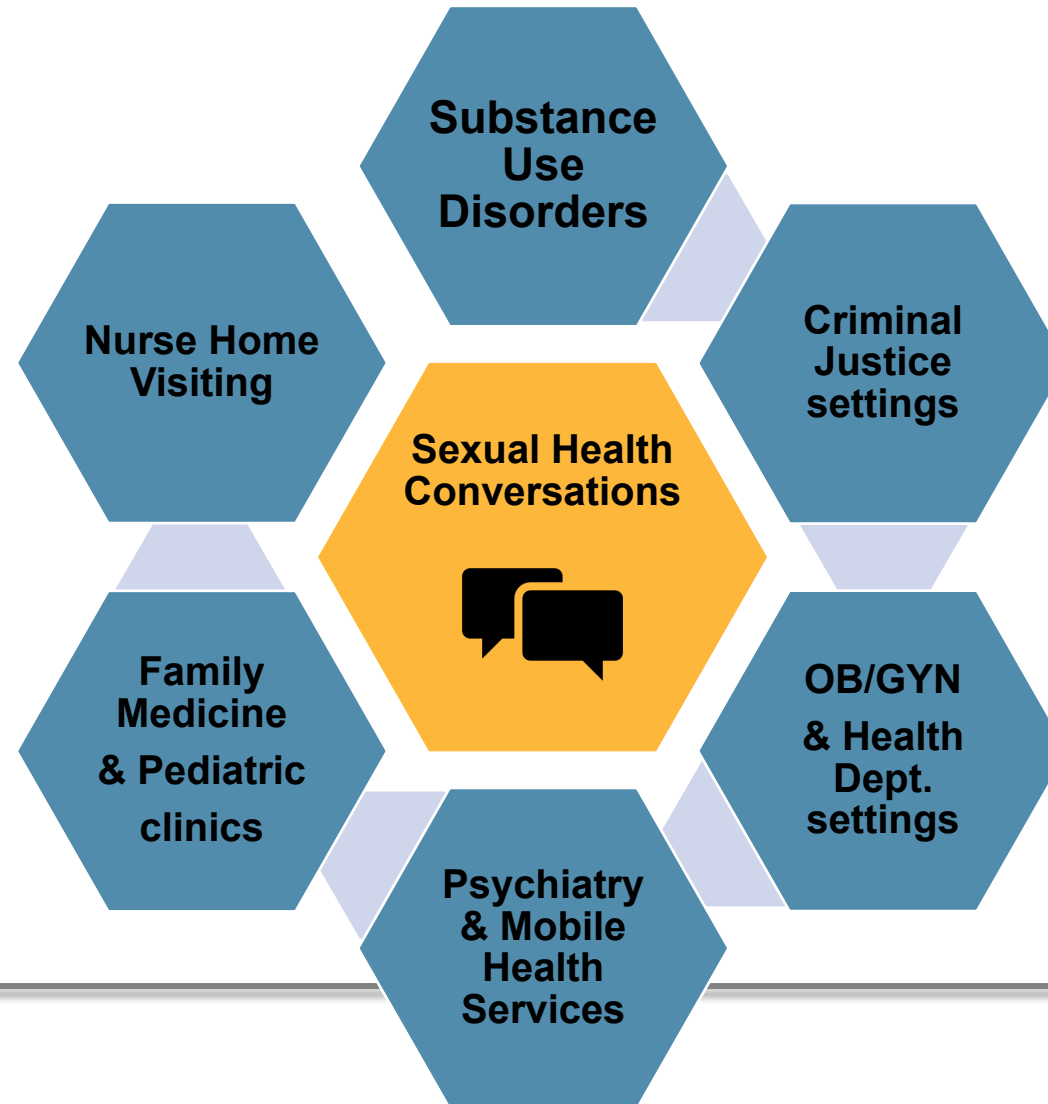 Substance
Use
Disorders
Nurse Home
Visiting
Criminal
Justice
settings
Sexual Health
Conversations
Family
Medicine
& Pediatric
clinics
OB/GYN
& Health
Dept.
settings
Psychiatry
& Mobile
Health
Services